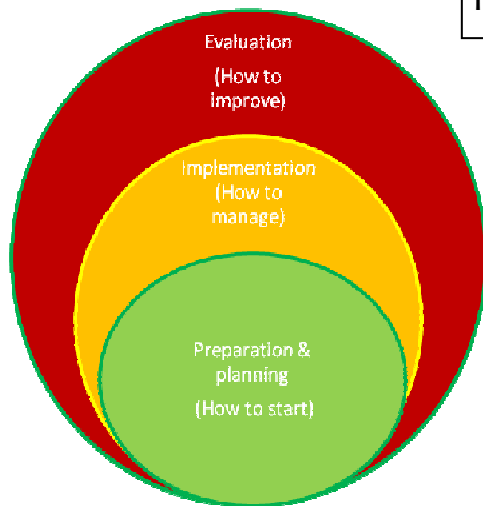 Evaluation
(How to
improve)
Implementation
(How to
manage)
Preparation &
planning
(How to start)